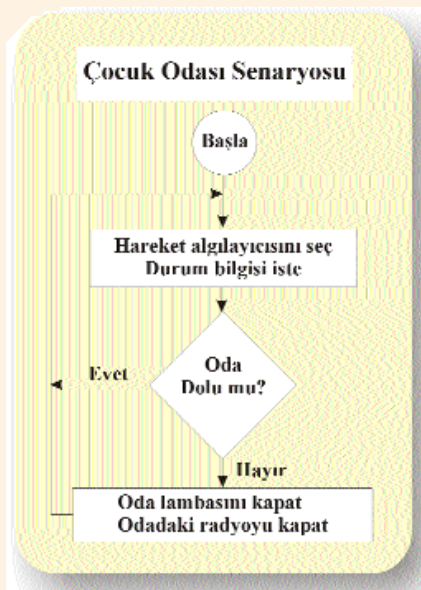 Çocuk Odası Senaryosu
Başla
Hareket algılayıcısını seç
Durum bilgisi iste
Oda
Dolu mu?
Evet
Hayır
Oda lambasını kapat
Odadaki radyoyu kapat